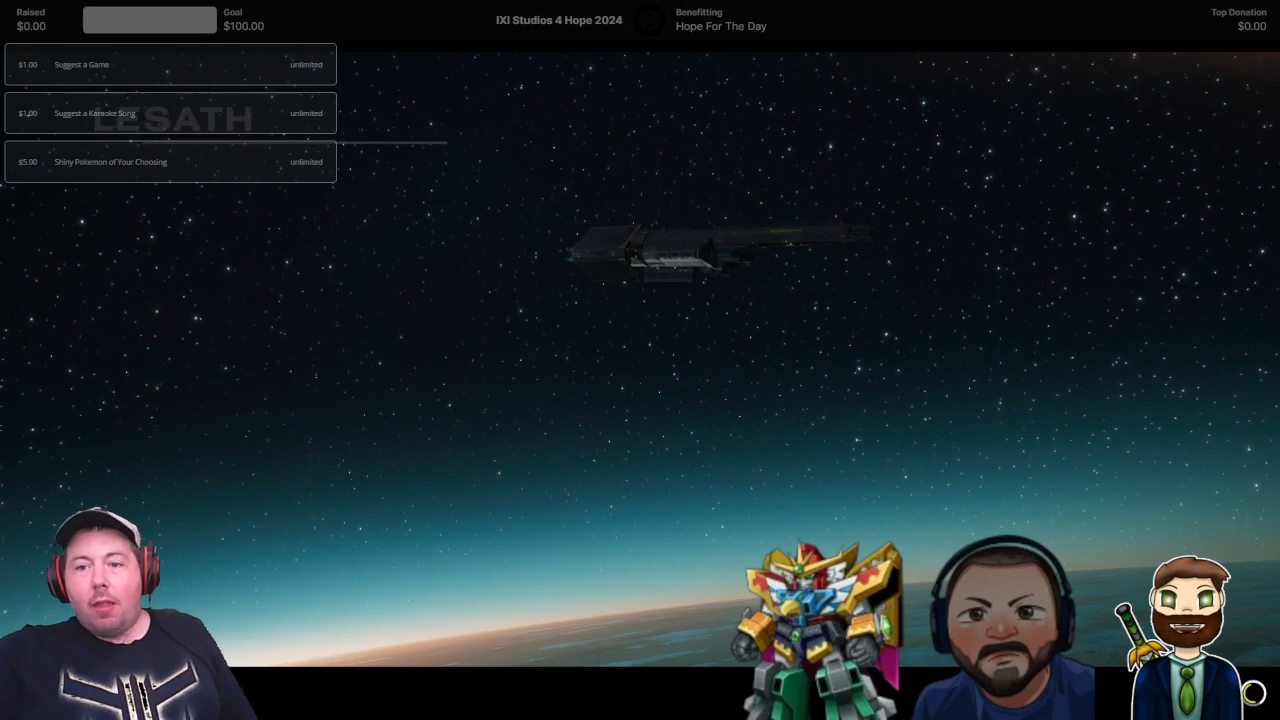 Raised
$0.00
Goal
$100.00
IXI Studios 4 Hope 2024
Benefitting
Hope For The Day
Top Donation
$0.00
$1.00 Suggest a Game unlimited
$1.00 Suggest a Karaoke Song unlimited
LESATH
$5.00 Shiny Pokemon of Your Choosing unlimited